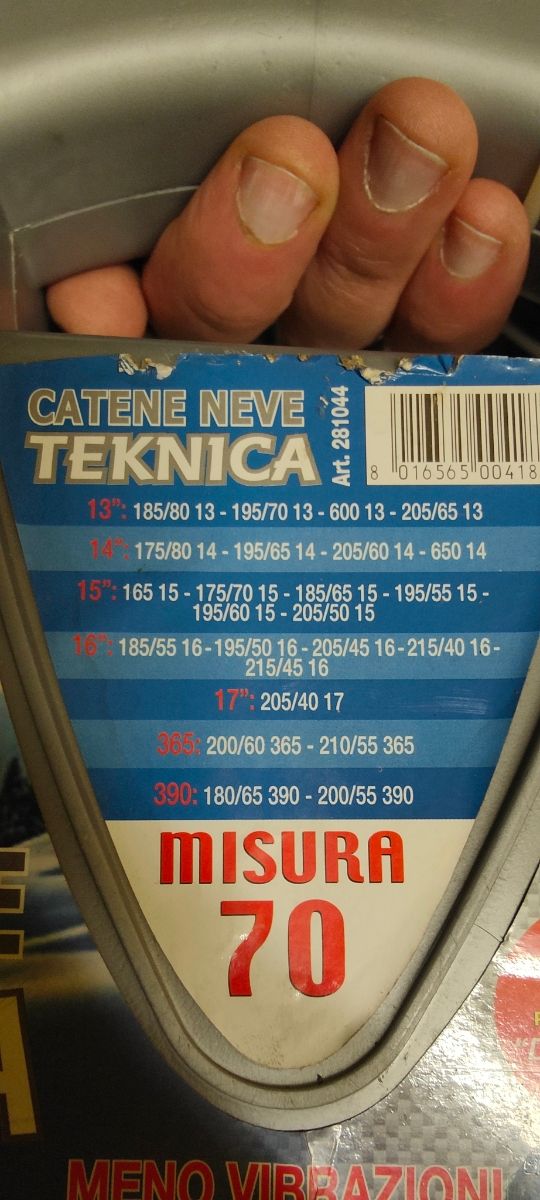 CATENE NEVE
TEKNICA
Art. 281044
8 016565 00418
13": 185/80 13 - 195/70 13 - 600 13 - 205/65 13
14": 175/80 14 - 195/65 14 - 205/60 14 - 650 14
15": 165 15 - 175/70 15 - 185/65 15 - 195/55 15 -
195/60 15 - 205/50 15
16": 185/55 16 - 195/50 16 - 205/45 16 - 215/40 16 -
215/45 16
17": 205/40 17
365: 200/60 365 - 210/55 365
390: 180/65 390 - 200/55 390
MISURA
70
MENO VIBRAZIONI